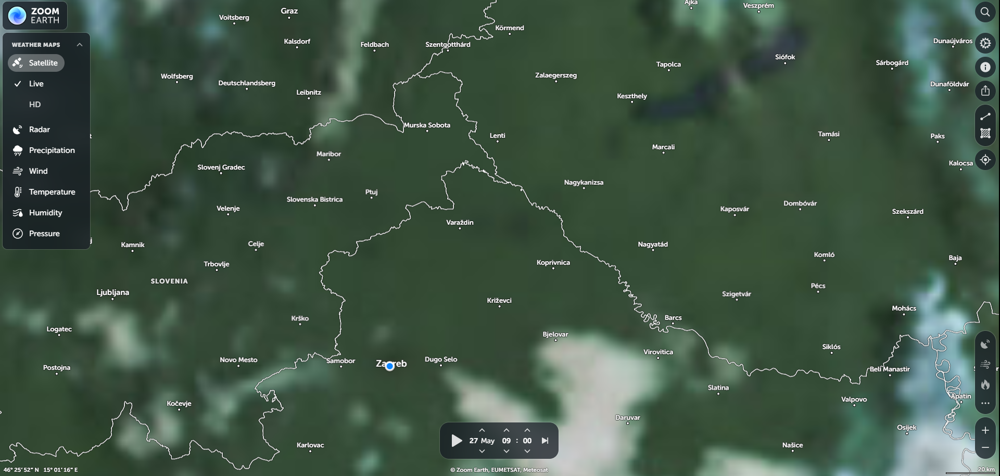 ZOOM
EARTH
WEATHER MAPS
Satellite
Live
HD
Radar
Precipitation
Wind
Temperature
Humidity
Pressure
Graz
Voitsberg
Kalsdorf
Feldbach
Szentgotthárd
Körmend
Ajka
Veszprém
Dunaújváros
Siófok
Sárbogárd
Tapolca
Wolfsberg
Deutschlandsberg
Leibnitz
Zalaegerszeg
Keszthely
Dunaföldvár
Murska Sobota
Lenti
Tamási
Paks
Marcali
Maribor
Slovenj Gradec
Kalocsa
Nagykanizsa
Ptuj
Slovenska Bistrica
Velenje
Kaposvár
Dombóvár
Szekszárd
Varaždin
Kamnik
Celje
Nagyatád
Komló
Baja
Trbovlje
Koprivnica
SLOVENIA
Ljubljana
Pécs
Szigetvár
Križevci
Mohács
Krško
Barcs
Logatec
Bjelovar
Siklós
Virovitica
Novo Mesto
Samobor
Zagreb
Dugo Selo
Postojna
Beli Manastir
Slatina
Apatin
Valpovo
Kočevje
Daruvar
Osijek
Karlovac
Našice
27 May 09 : 00
46° 25′ 52″ N 15° 01′ 16″ E
© Zoom Earth, EUMETSAT, Meteosat
20 km